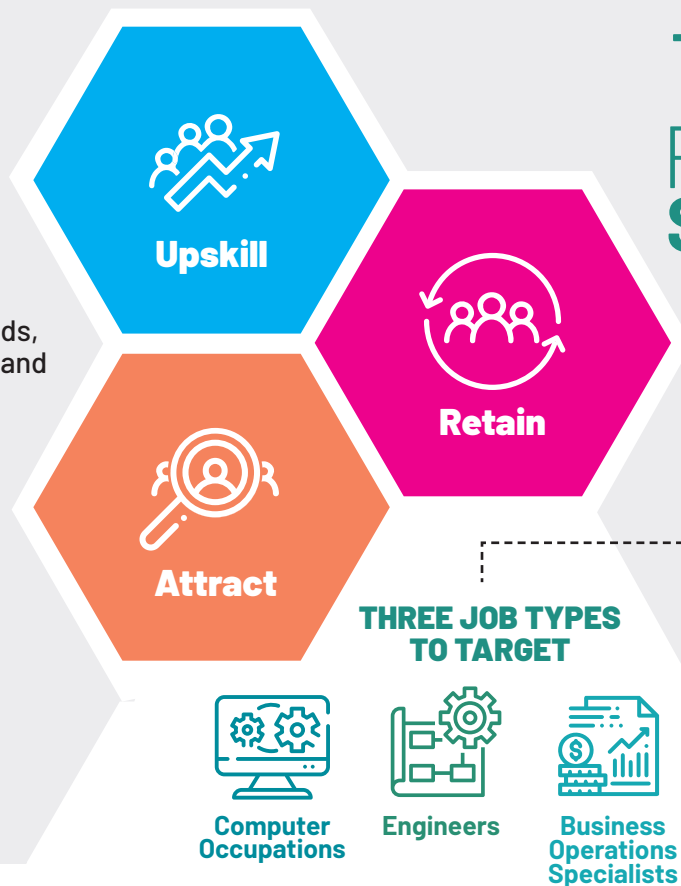 Upskill
ds,
and
Retain
Attract
THREE JOB TYPES
TO TARGET
Computer
Occupations
Engineers
Business
Operations
Specialists